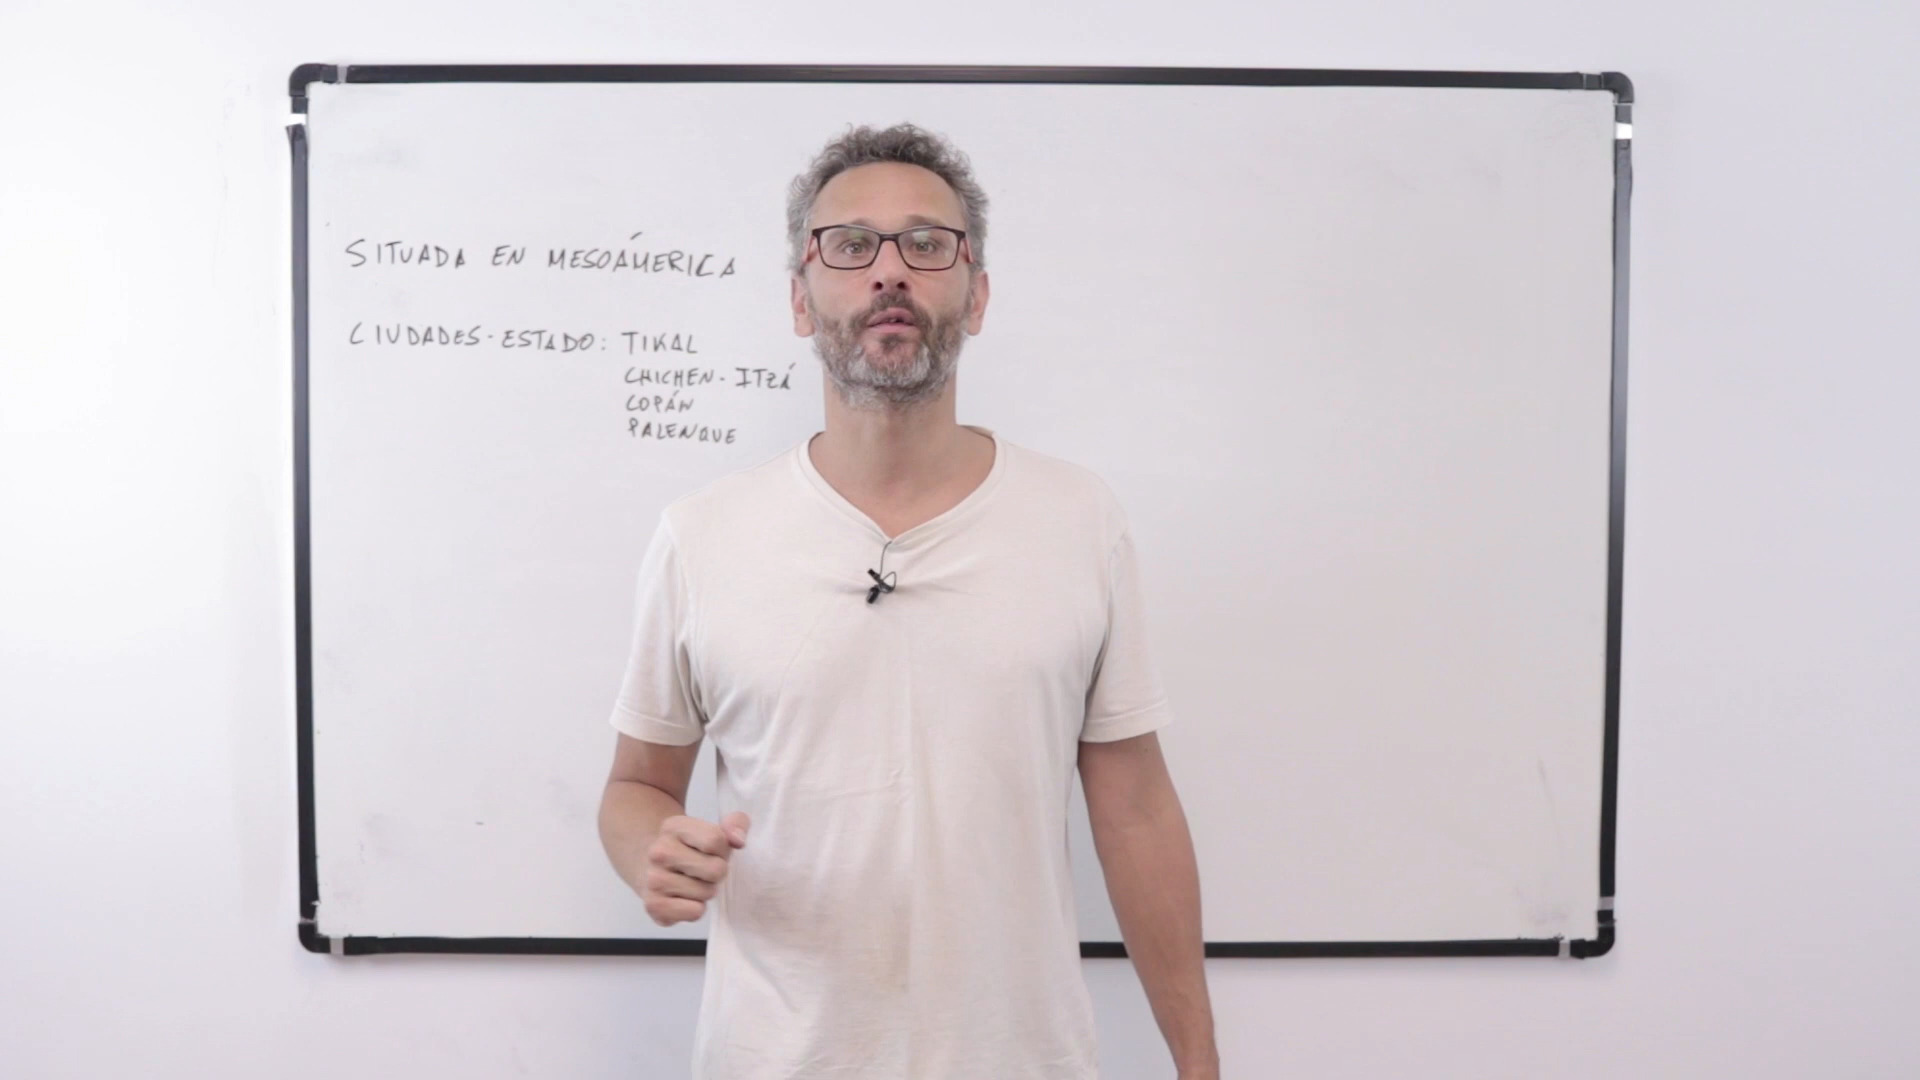 SITUADA EN MESOÁMERICA
CIUDADES-ESTADO: TIKAL
CHICHEN-ITZÁ
COPÁN
PALENQUE